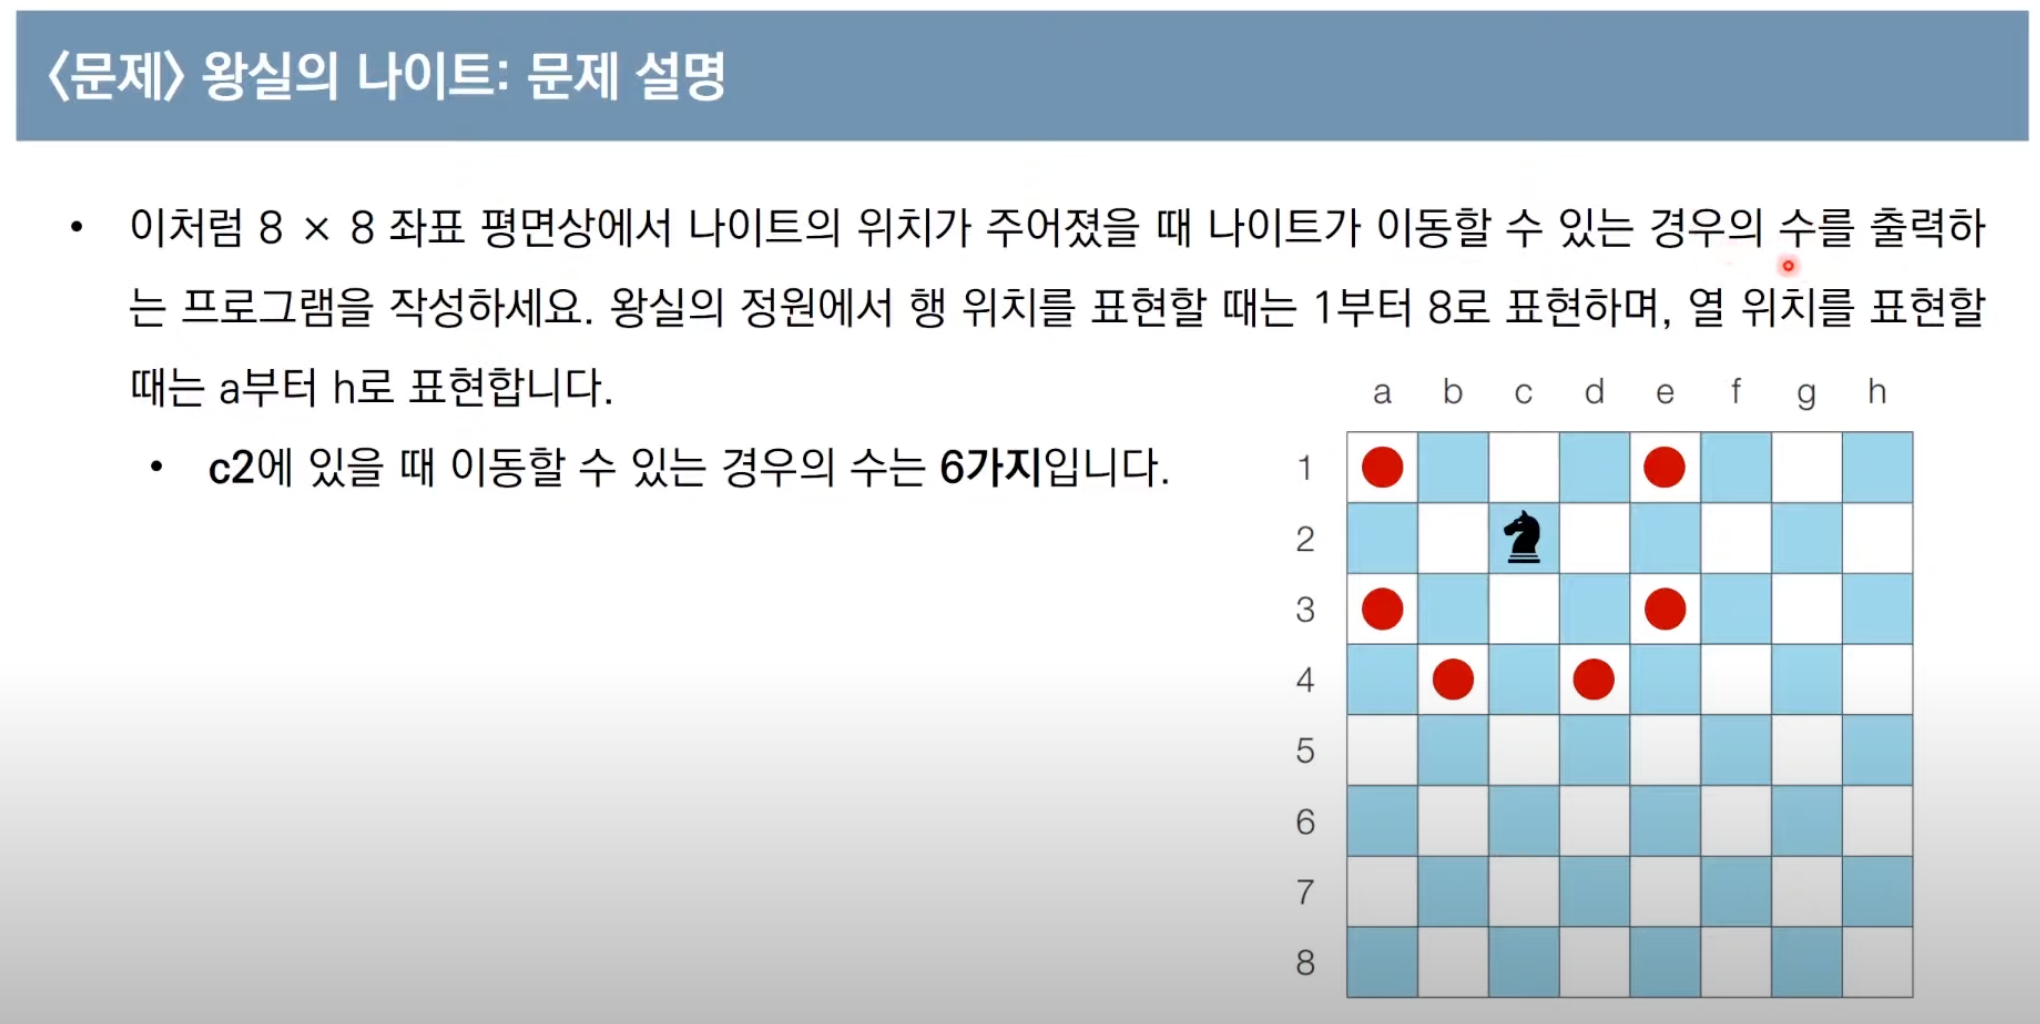 <문제> 왕실의 나이트: 문제 설명
• 이처럼 8 × 8 좌표 평면상에서 나이트의 위치가 주어졌을 때 나이트가 이동할 수 있는 경우의 수를 출력하
는 프로그램을 작성하세요. 왕실의 정원에서 행 위치를 표현할 때는 1부터 8로 표현하며, 열 위치를 표현할
때는 a부터 h로 표현합니다.
• c2에 있을 때 이동할 수 있는 경우의 수는 6가지입니다.
a b c d e f g h
1
2
3
4
5
6
7
8